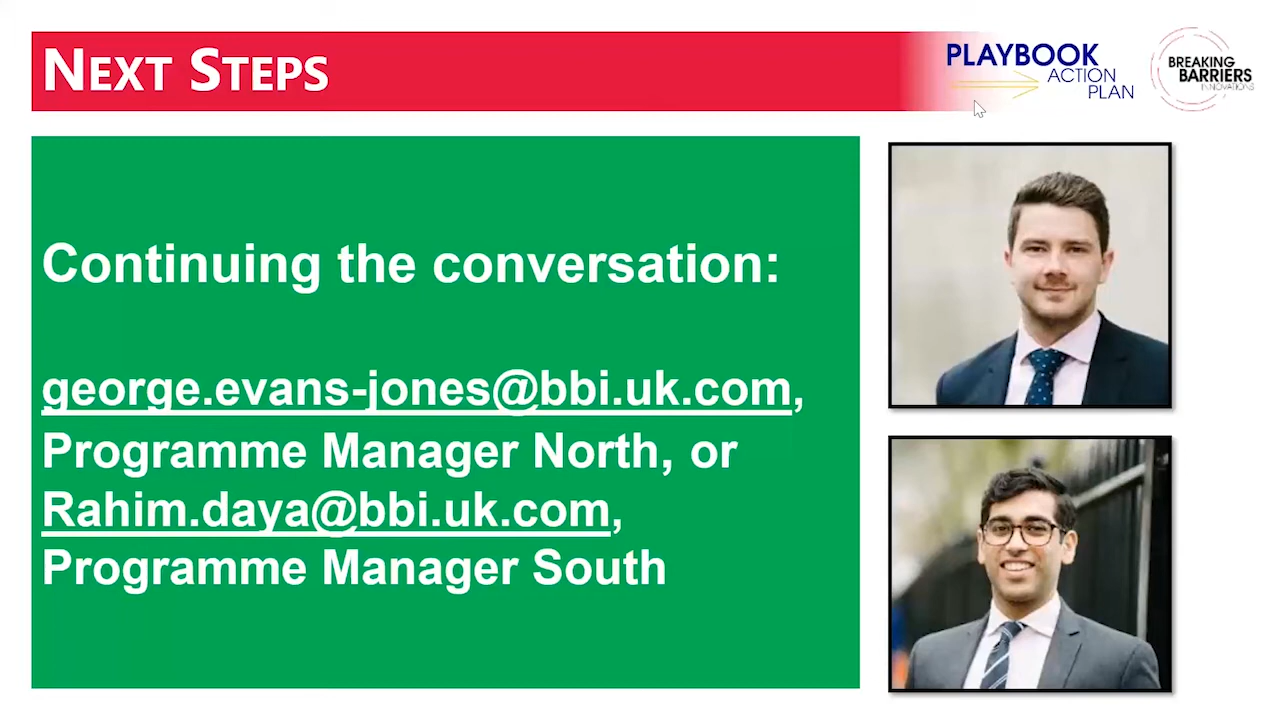 NEXT STEPS
PLAYBOOK
ACTION
PLAN
BREAKING
BARRIERS
INNOVATIONS
Continuing the conversation:
george.evans-jones@bbi.uk.com,
Programme Manager North, or
Rahim.daya@bbi.uk.com,
Programme Manager South